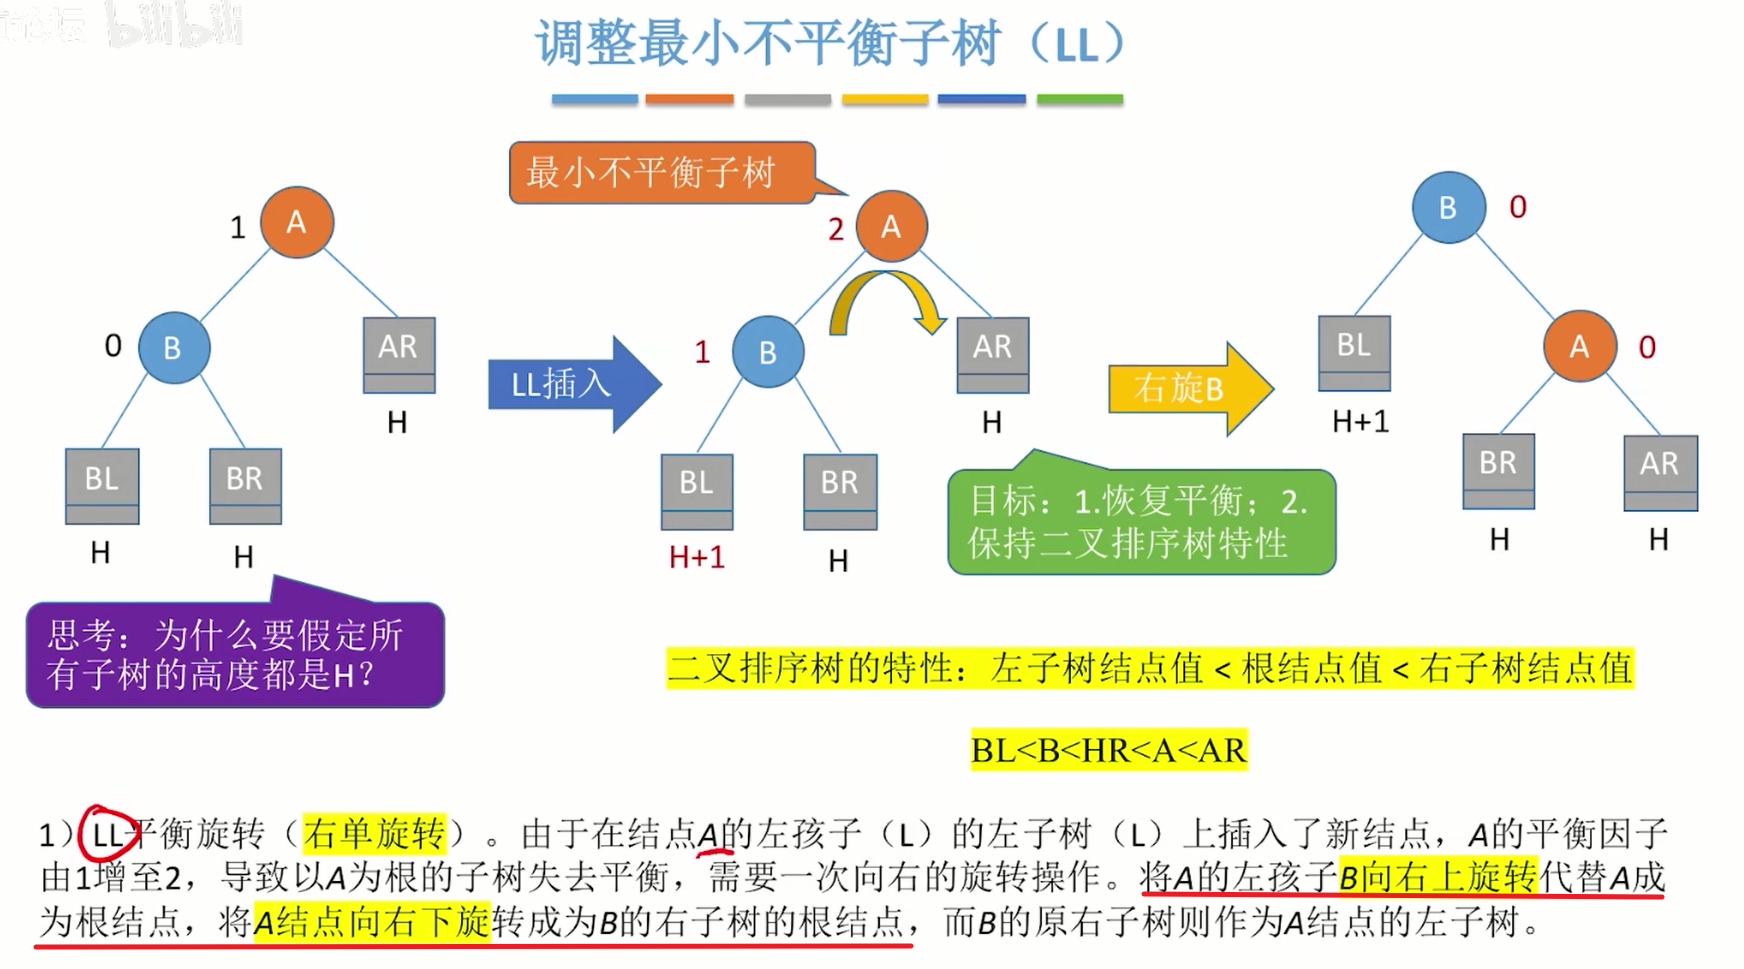 bilibili
调整最小不平衡子树（LL）
最小不平衡子树
1
A
0
B
AR
H
BL
BR
H
H
LL插入
2
A
1
B
AR
H
BL
BR
H+1
H
右旋B
B
0
BL
H+1
A
0
BR
AR
H
H
目标：1.恢复平衡；2.
保持二叉排序树特性
思考：为什么要假定所
有子树的高度都是H？
二叉排序树的特性：左子树结点值 < 根结点值 < 右子树结点值
BL<B<HR<A<AR
1）LL平衡旋转（右单旋转）。由于在结点A的左孩子（L）的左子树（L）上插入了新结点，A的平衡因子
由1增至2，导致以A为根的子树失去平衡，需要一次向右的旋转操作。将A的左孩子B向右上旋转代替A成
为根结点，将A结点向右下旋转成为B的右子树的根结点，而B的原右子树则作为A结点的左子树。